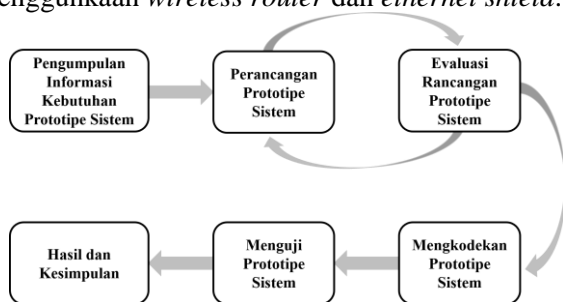 enggunkaan wireless router dan ethernet shield.
Pengumpulan
Informasi
Kebutuhan
Prototipe Sistem
Perancangan
Prototipe
Sistem
Evaluasi
Rancangan
Prototipe
Sistem
Hasil dan
Kesimpulan
Menguji
Prototipe
Sistem
Mengkodekan
Prototipe
Sistem